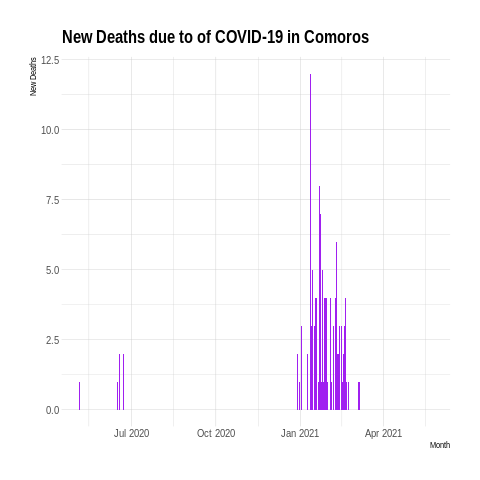 New Deaths due to of COVID-19 in Comoros
New Deaths
12.5
10.0
7.5
5.0
2.5
0.0
Jul 2020 Oct 2020 Jan 2021 Apr 2021
Month